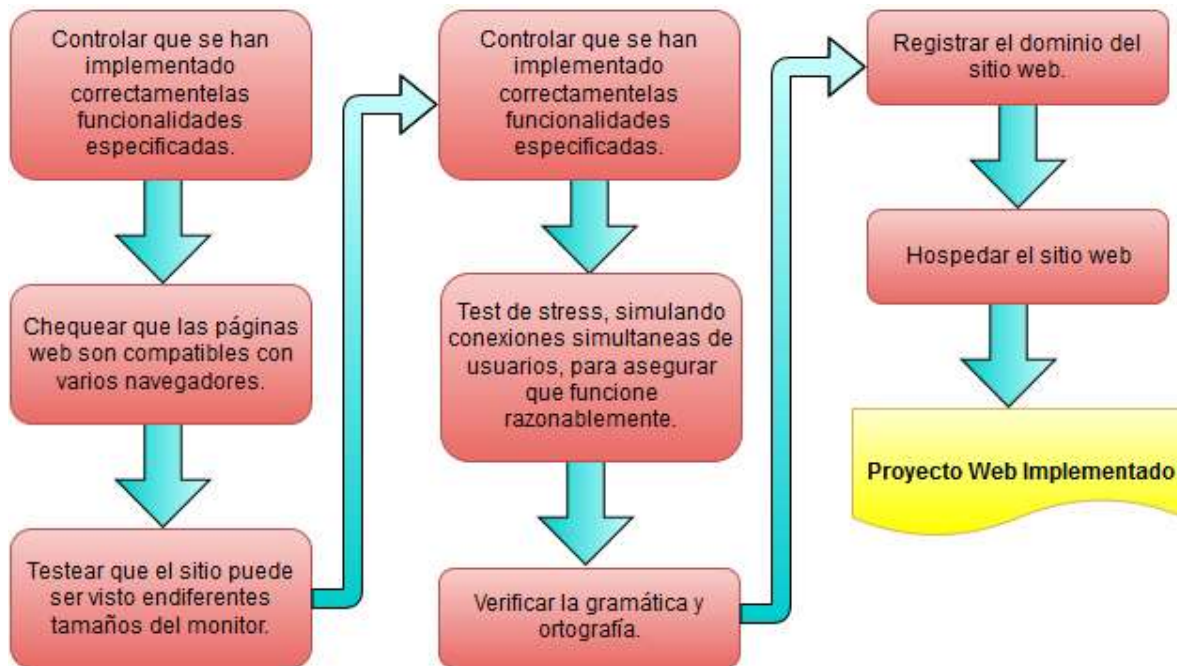 Controlar que se han
implementado
correctamentelas
funcionalidades
especificadas.
Chequear que las páginas
web son compatibles con
varios navegadores.
Testear que el sitio puede
ser visto endiferentes
tamaños del monitor.
Controlar que se han
implementado
correctamentelas
funcionalidades
especificadas.
Test de stress, simulando
conexiones simultaneas de
usuarios, para asegurar
que funcione
razonablemente.
Verificar la gramática y
ortografía.
Registrar el dominio del
sitio web.
Hospedar el sitio web
Proyecto Web Implementado